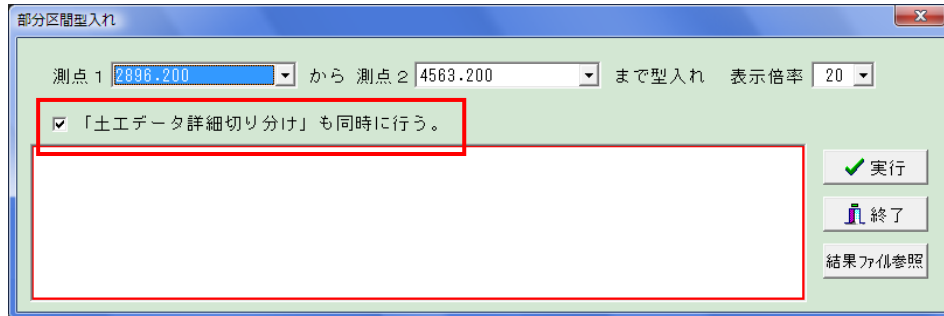 部分区間型入れ
測点1 2896.200 から 測点2 4563.200 まで型入れ 表示倍率 20
「土工データ詳細切り分け」も同時に行う。
実行
終了
結果ファイル参照